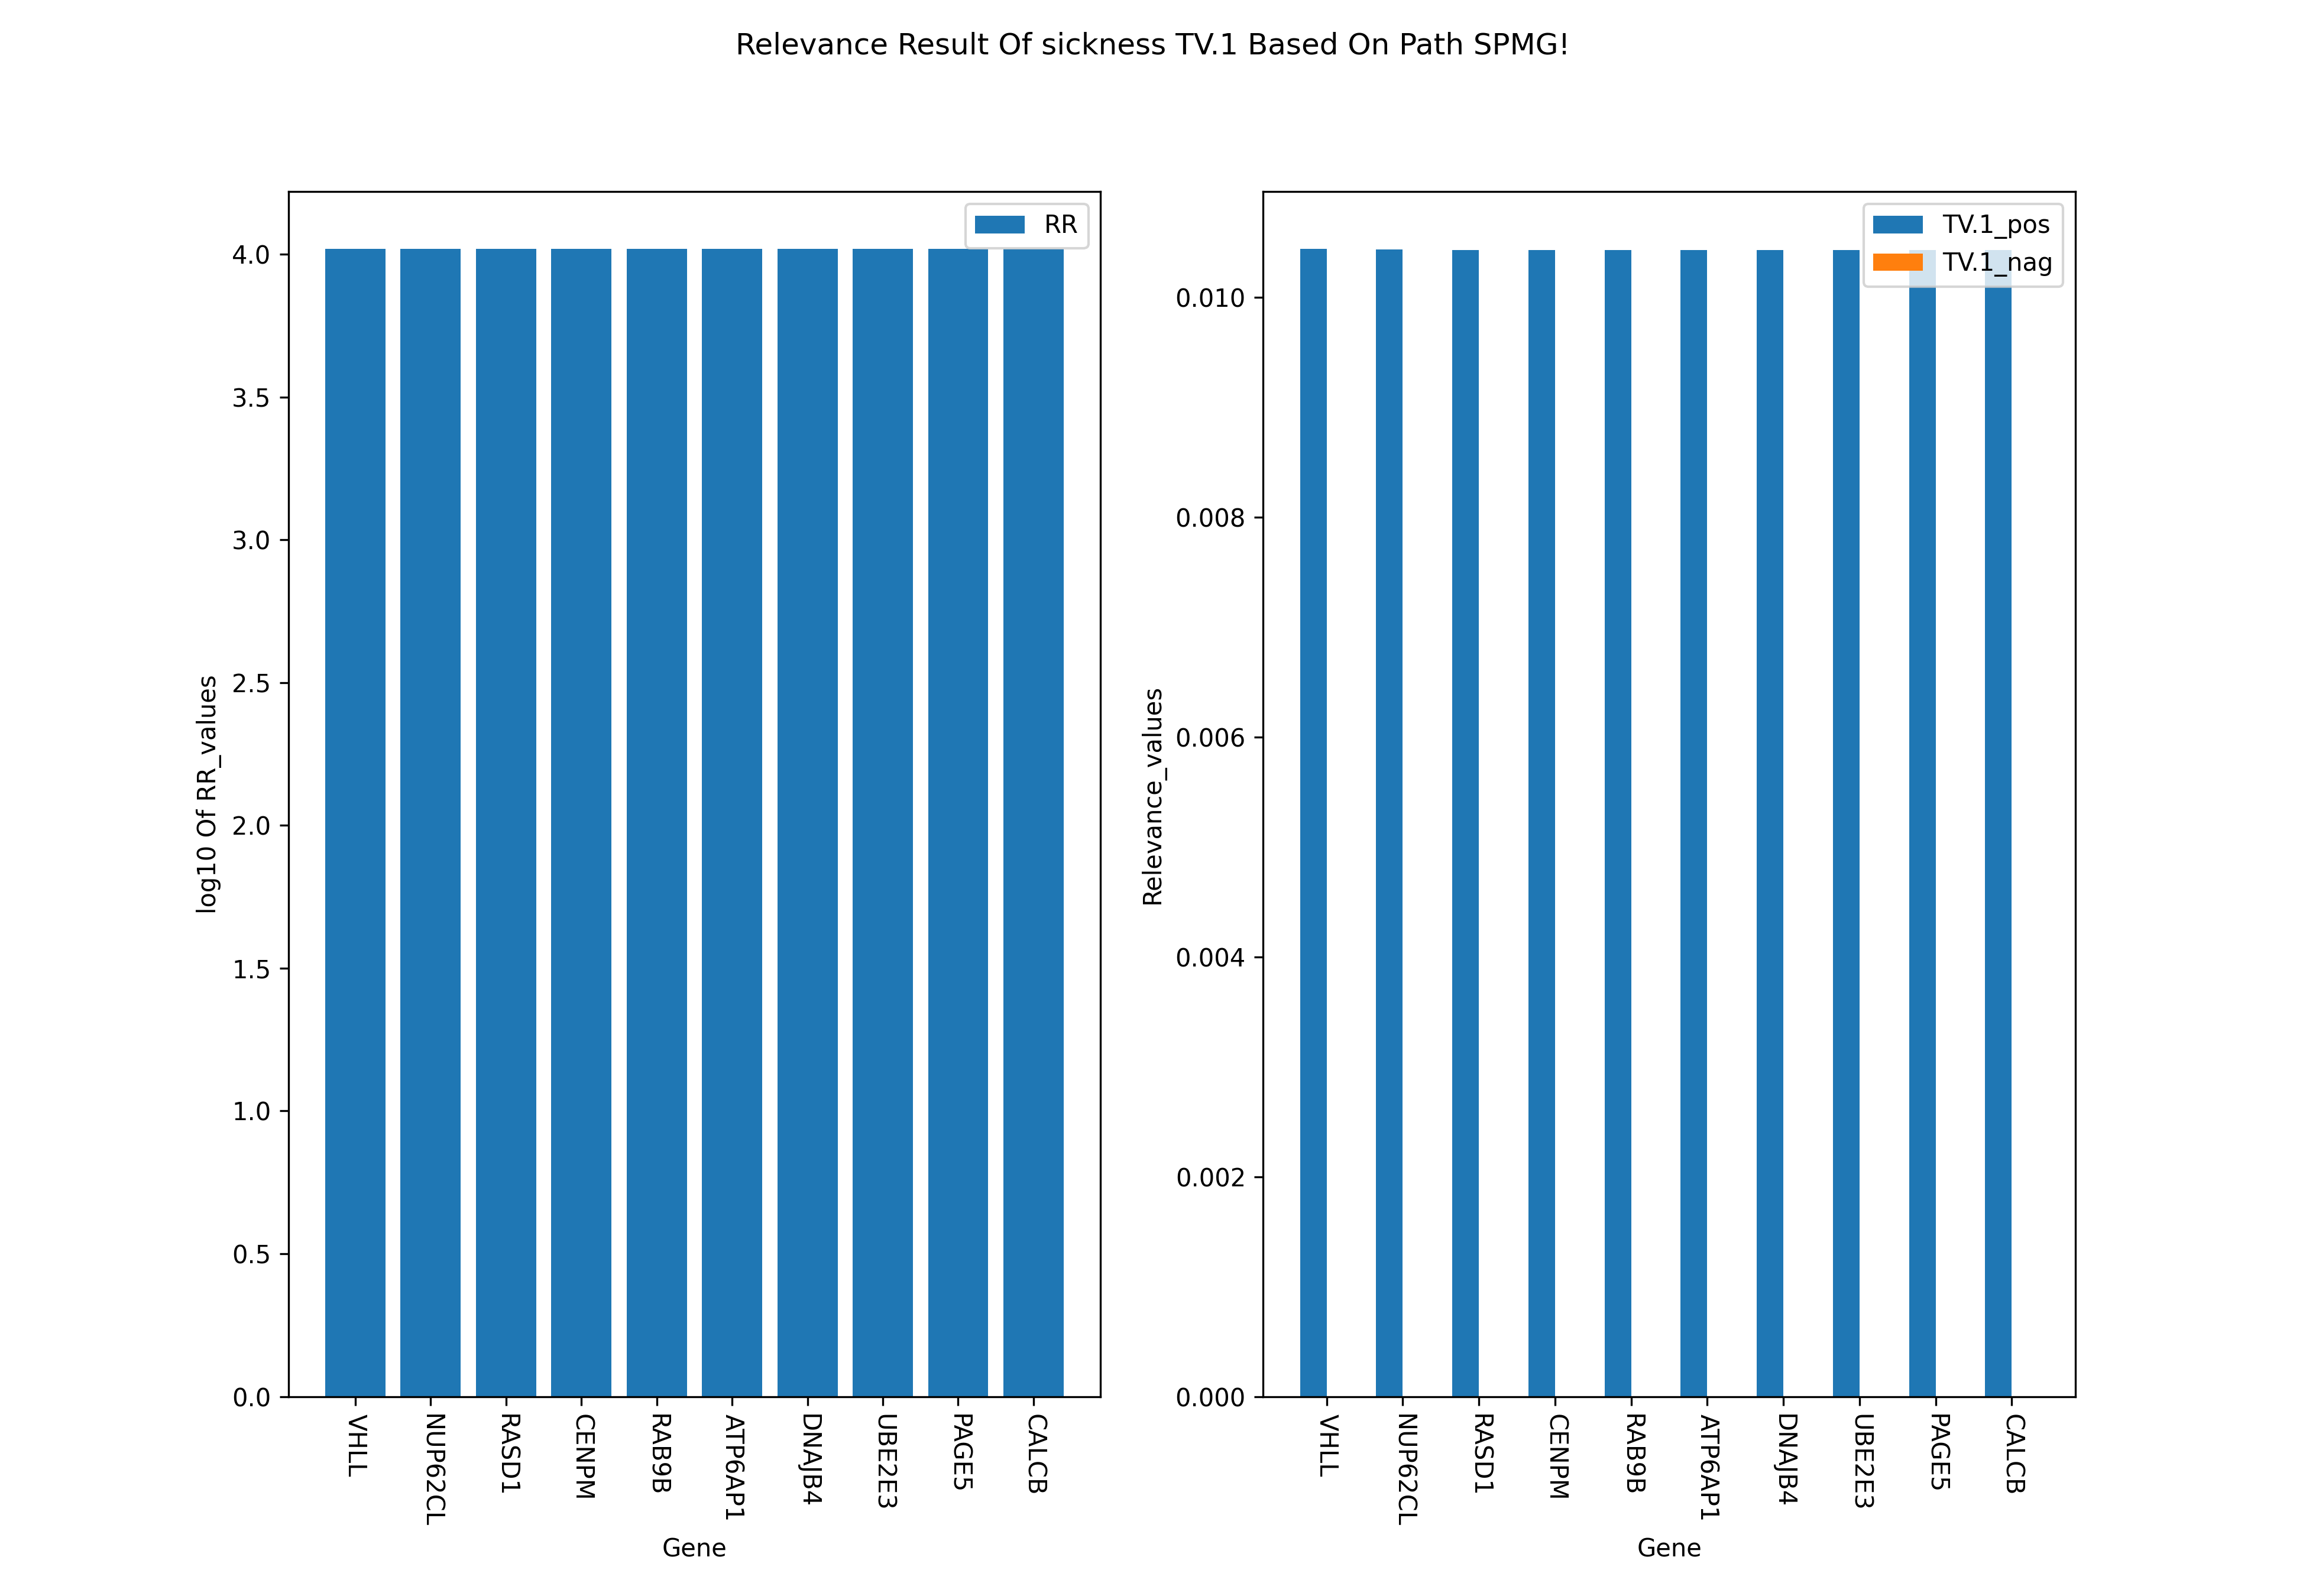 Relevance Result Of sickness TV.1 Based On Path SPMG!
RR
4.0
3.5
3.0
2.5
2.0
1.5
1.0
0.5
0.0
log10 Of RR_values
VHLL
NUP62CL
RASD1
CENPM
RAB9B
ATP6AP1
DNAJB4
UBE2E3
PAGE5
CALCB
Gene
TV.1_pos
TV.1_nag
0.010
0.008
0.006
0.004
0.002
0.000
Relevance_values
VHLL
NUP62CL
RASD1
CENPM
RAB9B
ATP6AP1
DNAJB4
UBE2E3
PAGE5
CALCB
Gene